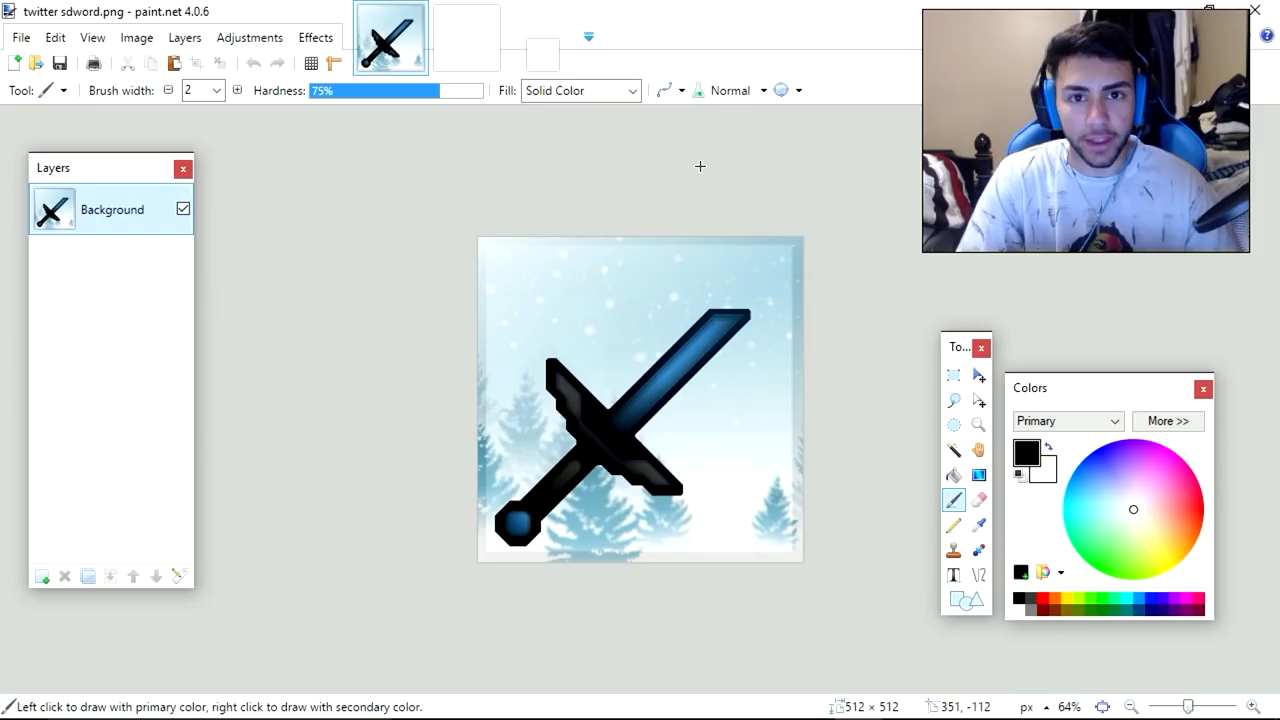 twitter sdword.png - paint.net 4.0.6
File Edit View Image Layers Adjustments Effects
Tool: Brush width: 2 Hardness: 75% Fill: Solid Color Normal
Layers
Background
To...
Colors
Primary More >>
Left click to draw with primary color, right click to draw with secondary color. 512 × 512 351, -112 px 64%